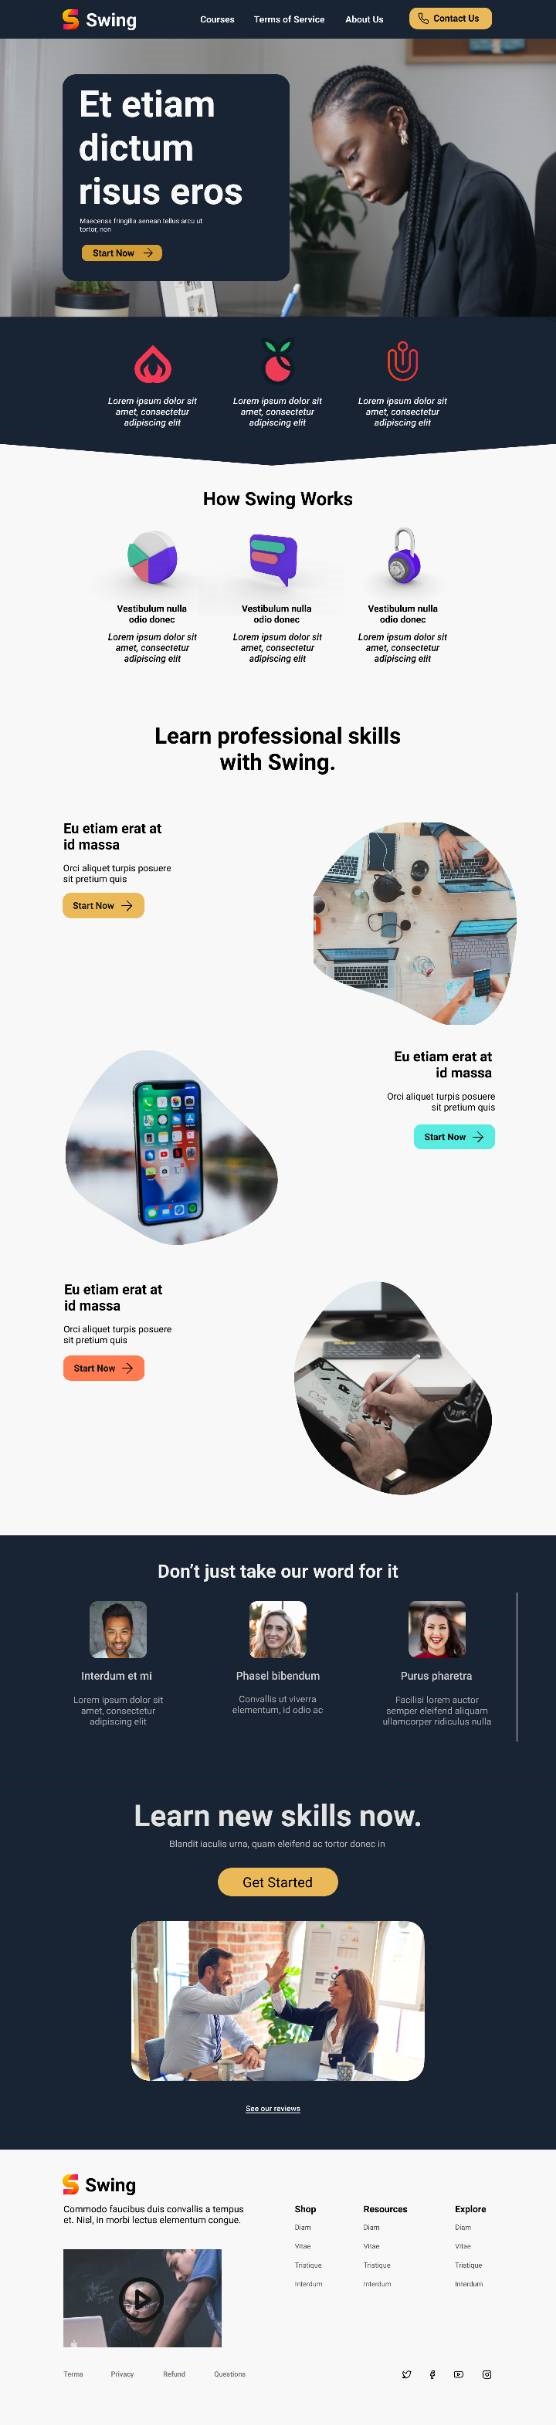 Swing
Courses
Terms of Service
About Us
Contact Us
Et etiam
dictum
risus eros
Maecenas fringilla aenean tellus arcu ut
tortor, non
Start Now
Lorem ipsum dolor sit
amet, consectetur
adipiscing elit
Lorem ipsum dolor sit
amet, consectetur
adipiscing elit
Lorem ipsum dolor sit
amet, consectetur
adipiscing elit
How Swing Works
Vestibulum nulla
odio donec
Lorem ipsum dolor sit
amet, consectetur
adipiscing elit
Vestibulum nulla
odio donec
Lorem ipsum dolor sit
amet, consectetur
adipiscing elit
Vestibulum nulla
odio donec
Lorem ipsum dolor sit
amet, consectetur
adipiscing elit
Learn professional skills
with Swing.
Eu etiam erat at
id massa
Orci aliquet turpis posuere
sit pretium quis
Start Now
Eu etiam erat at
id massa
Orci aliquet turpis posuere
sit pretium quis
Start Now
Eu etiam erat at
id massa
Orci aliquet turpis posuere
sit pretium quis
Start Now
Don't just take our word for it
Interdum et mi
Lorem ipsum dolor sit
amet, consectetur
adipiscing elit
Phasel bibendum
Convallis ut viverra
elementum, id odio ac
Purus pharetra
Facilisi lorem auctor
semper eleifend aliquam
ullamcorper ridiculus nulla
Learn new skills now.
Blandit iaculis urna, quam eleifend ac tortor donec in
Get Started
See our reviews
Swing
Commodo faucibus duis convallis a tempus
et. Nisl, in morbi lectus elementum congue.
Shop
Diam
Vitae
Tristique
Interdum
Resources
Diam
Vitae
Tristique
Interdum
Explore
Diam
Vitae
Tristique
Interdum
Terms
Privacy
Refund
Questions